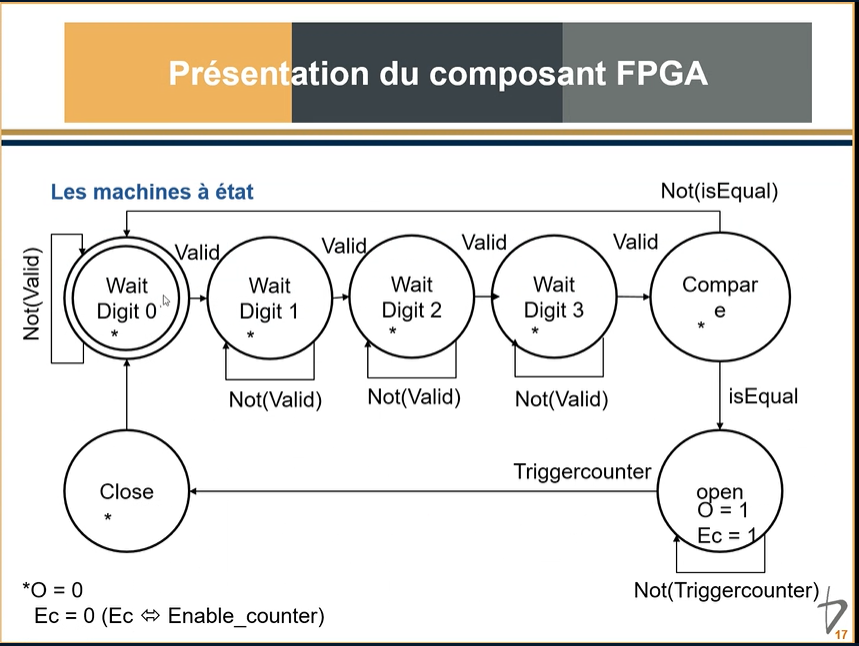 Présentation du composant FPGA
Les machines à état
Not(isEqual)
Not(Valid)
Valid
Valid
Valid
Valid
Wait
Digit 0
*
Wait
Digit 1
*
Wait
Digit 2
*
Wait
Digit 3
*
Compar
e
*
Not(Valid)
Not(Valid)
Not(Valid)
isEqual
Close
*
Triggercounter
open
O = 1
Ec = 1
Not(Triggercounter)
*O = 0
Ec = 0 (Ec ⇔ Enable_counter)
17